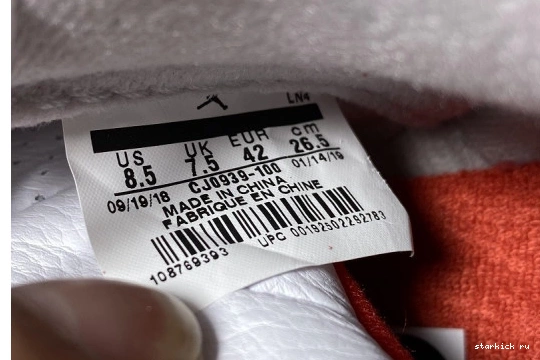 LN4
US UK EUR cm
8.5 7.5 42 26.5
09/19/18 CJ0939-100 01/14/19
MADE IN CHINA
FABRIQUE EN CHINE
108769393 UPC 00192502292783
starkick ru